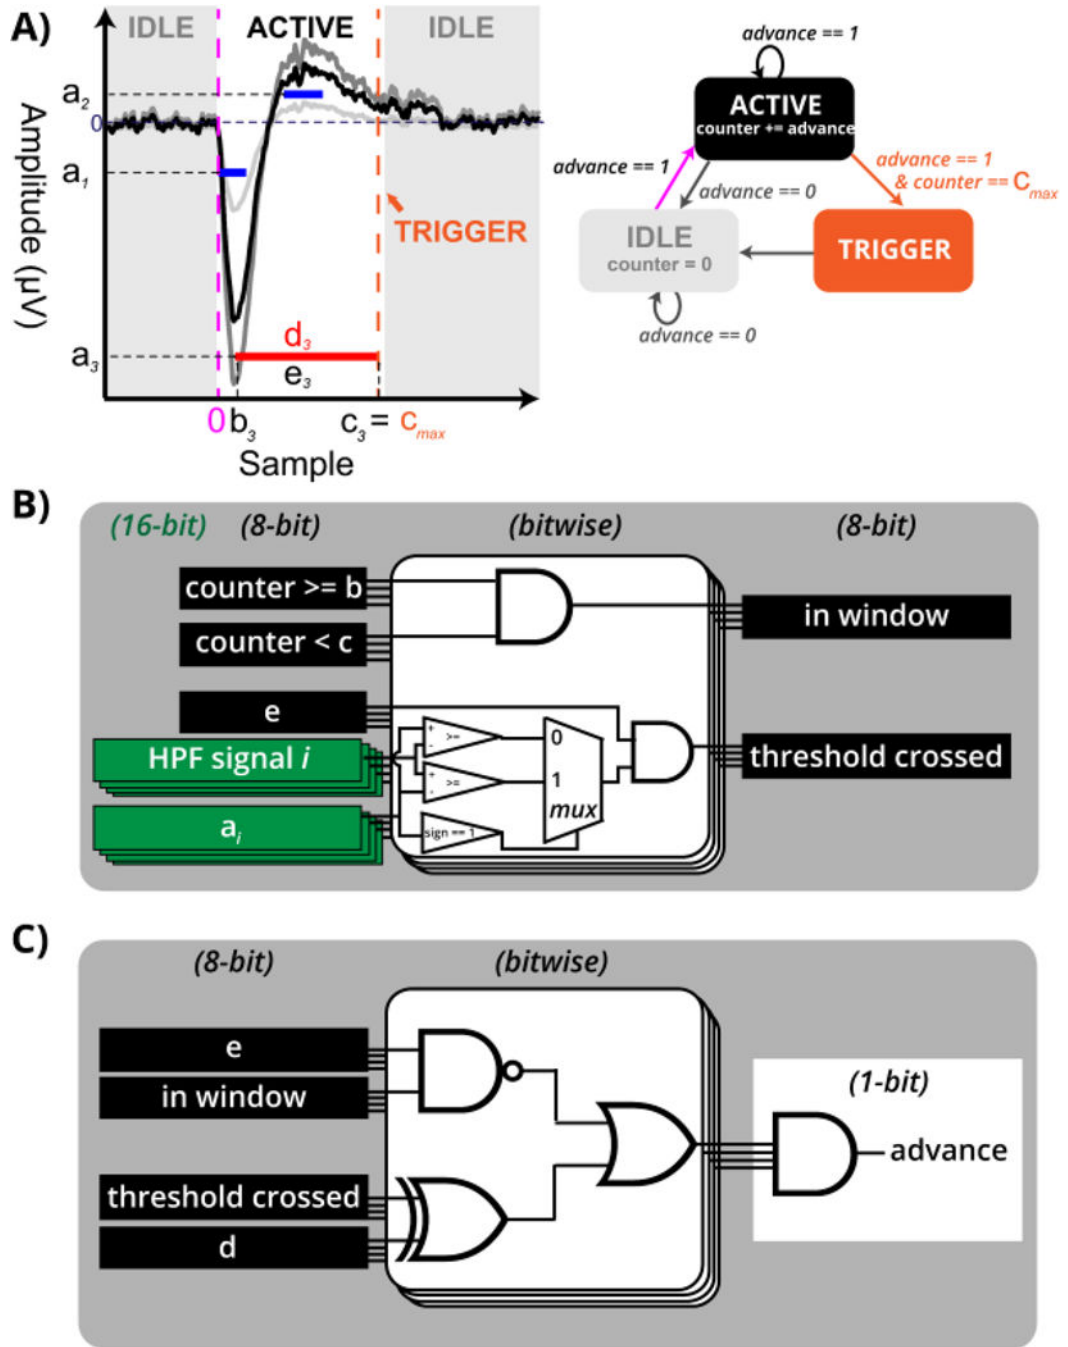 A)
IDLE
ACTIVE
IDLE
Amplitude (µV)
a2
0
a1
a3
TRIGGER
d3
e3
0
b3
c3 = cmax
Sample
advance == 1
ACTIVE
counter += advance
advance == 1
advance == 0
advance == 1
& counter == Cmax
IDLE
counter = 0
TRIGGER
advance == 0
B)
(16-bit)
(8-bit)
(bitwise)
(8-bit)
counter >= b
counter < c
in window
e
HPF signal i
ai
+
-
>=
+
-
>=
sign == 1
0
1
mux
threshold crossed
C)
(8-bit)
(bitwise)
e
in window
threshold crossed
d
(1-bit)
advance